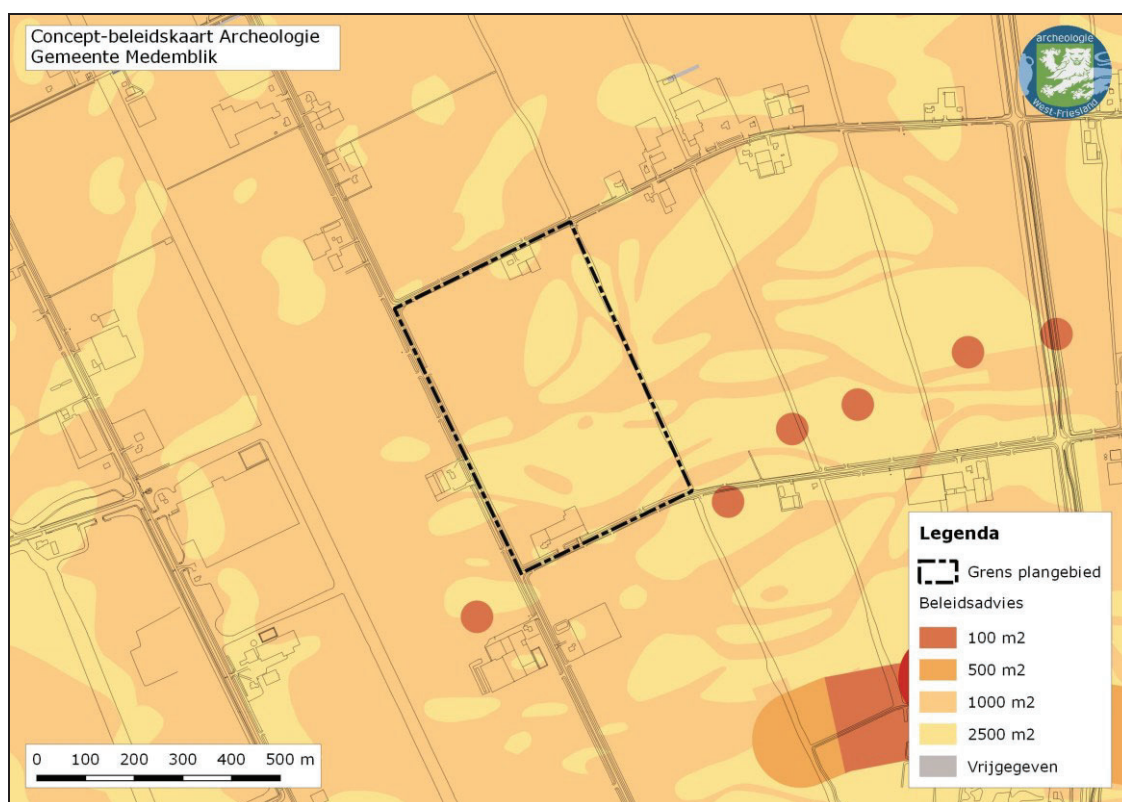 Concept-beleidskaart Archeologie
Gemeente Medemblik
archeologie
West-Friesland
Legenda
Grens plangebied
Beleidsadvies
100 m2
500 m2
1000 m2
2500 m2
Vrijgegeven
0 100 200 300 400 500 m